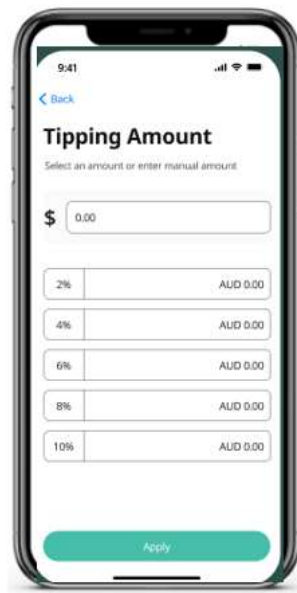 9:41
Back
Tipping Amount
Select an amount or enter manual amount
$ 0.00
2% AUD 0.00
4% AUD 0.00
6% AUD 0.00
8% AUD 0.00
10% AUD 0.00
Apply